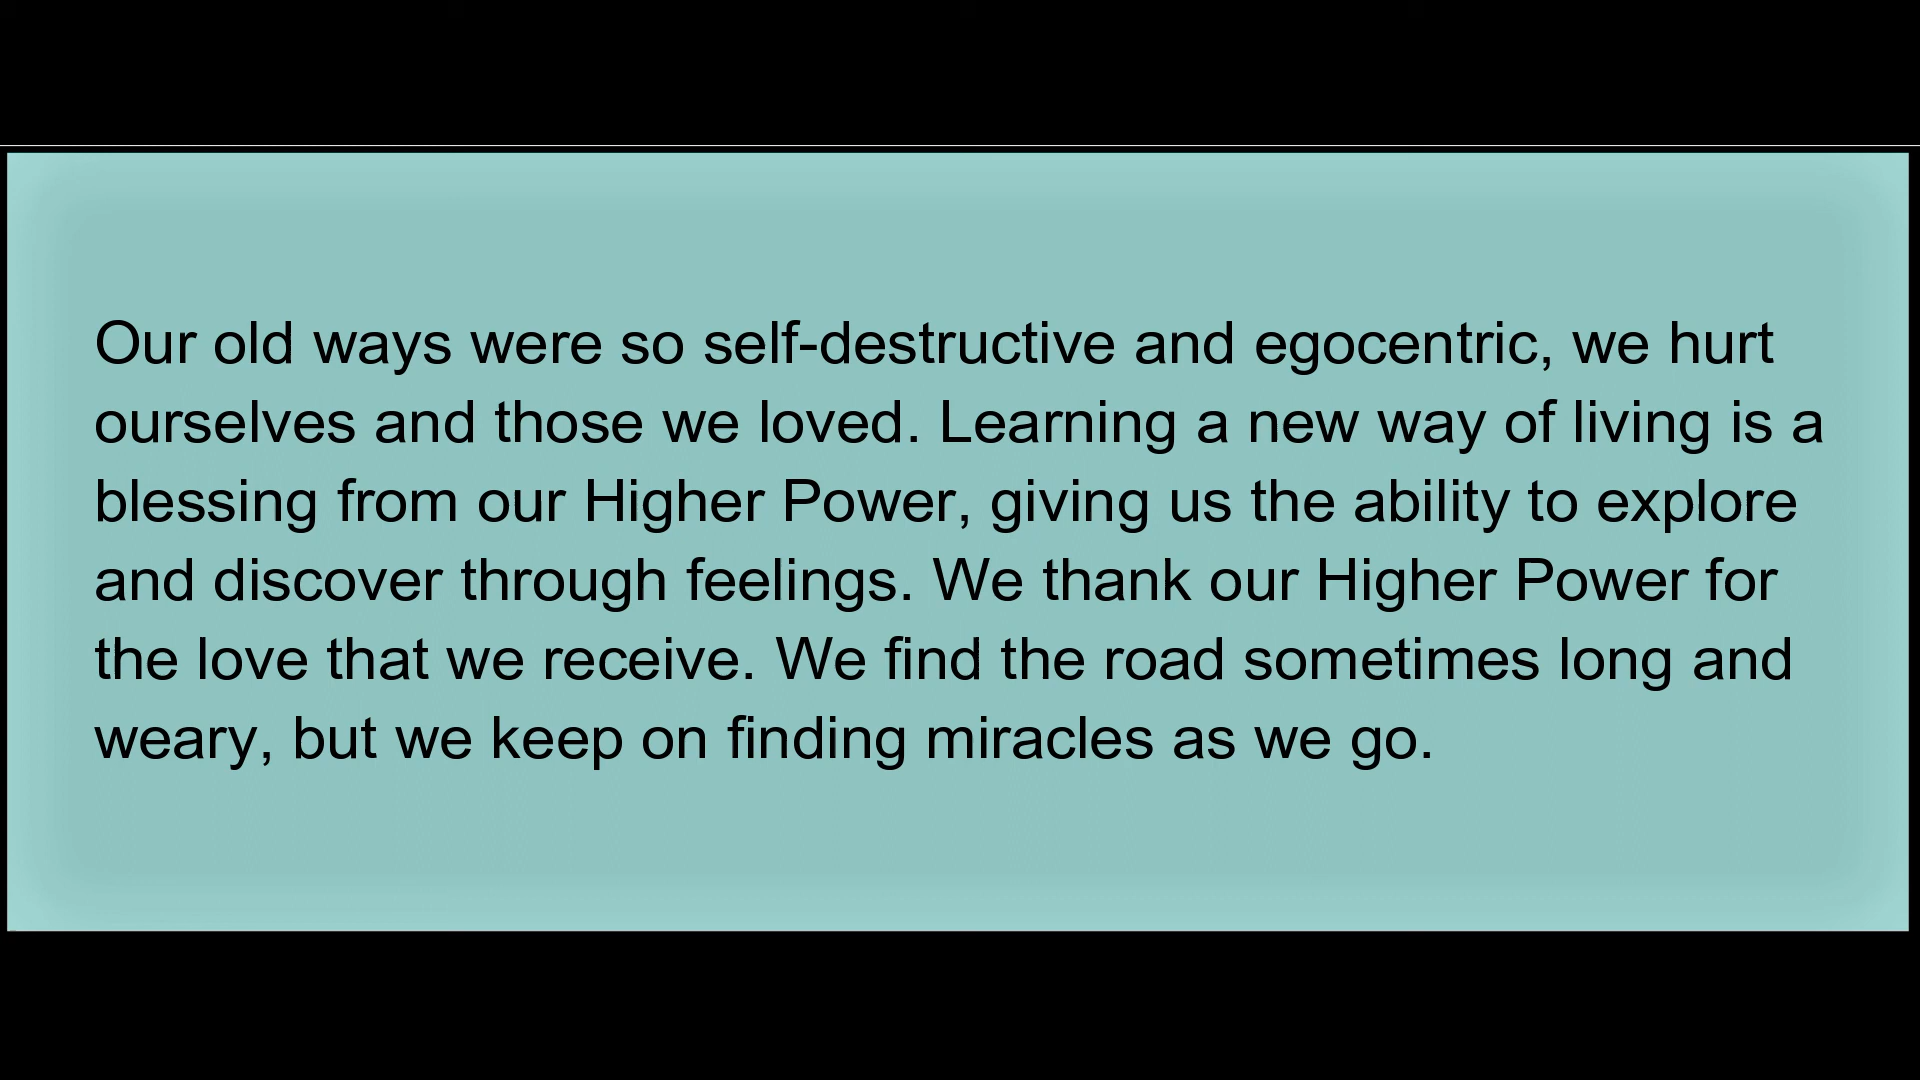 Our old ways were so self-destructive and egocentric, we hurt
ourselves and those we loved. Learning a new way of living is a
blessing from our Higher Power, giving us the ability to explore
and discover through feelings. We thank our Higher Power for
the love that we receive. We find the road sometimes long and
weary, but we keep on finding miracles as we go.